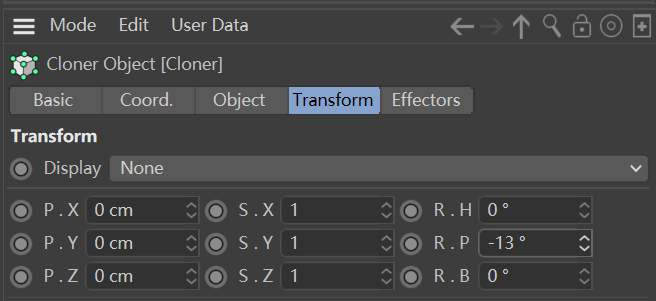 Mode Edit User Data
Cloner Object [Cloner]
Basic Coord. Object Transform Effectors
Transform
Display None
P . X 0 cm S . X 1 R . H 0 °
P . Y 0 cm S . Y 1 R . P -13 °
P . Z 0 cm S . Z 1 R . B 0 °